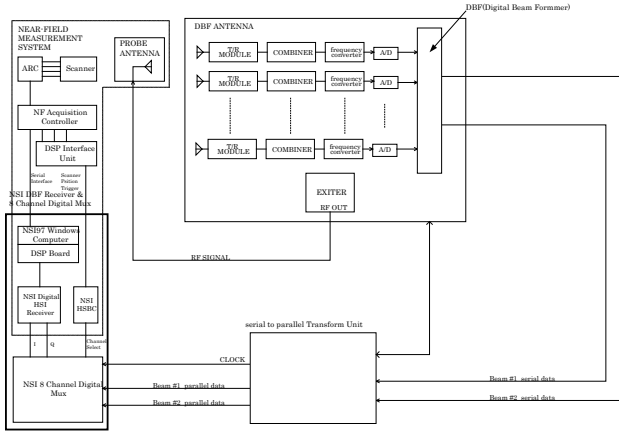 DBF(Digital Beam Formmer)
NEAR-FIELD
MEASUREMENT
SYSTEM
ARC
Scanner
PROBE
ANTENNA
DBF ANTENNA
T/R
MODULE
COMBINER
frequency
converter
A/D
T/R
MODULE
COMBINER
frequency
converter
A/D
T/R
MODULE
COMBINER
frequency
converter
A/D
NF Acquisition
Controller
DSP Interface
Unit
Serial
Interface
Scanner
Psition
Trigger
NSI DBF Receiver &
8 Channel Digital Mux
EXITER
RF OUT
NSI97 Windows
Computer
DSP Board
RF SIGNAL
NSI Digital
HSI
Receiver
NSI
HSBC
I
Q
Channel
Select
NSI 8 Channel Digital
Mux
serial to parallel Transform Unit
CLOCK
Beam #1 parallel data
Beam #2 parallel data
Beam #1 serial data
Beam #2 serial data